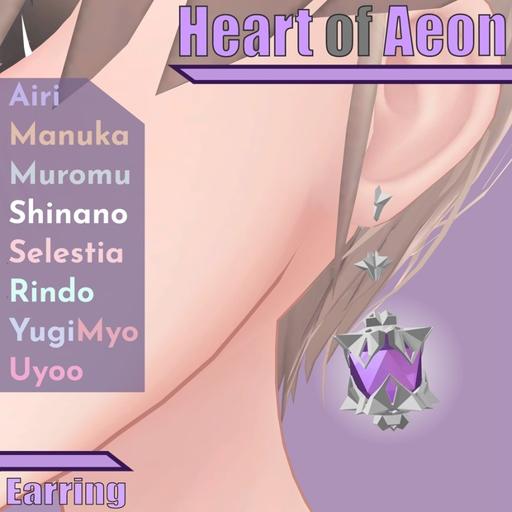 Heart of Aeon
Airi
Manuka
Muromu
Shinano
Selestia
Rindo
YugiMyo
Uyoo
Earring